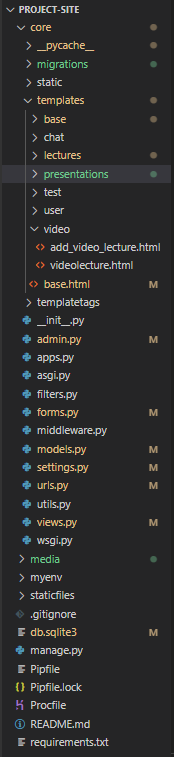 PROJECT-SITE
core
__pycache__
migrations
static
templates
base
chat
lectures
presentations
test
user
video
add_video_lecture.html
videolecture.html
base.html M
templatetags
__init__.py
admin.py M
apps.py
asgi.py
filters.py
forms.py M
middleware.py
models.py M
settings.py M
urls.py M
utils.py
views.py M
wsgi.py
media
myenv
staticfiles
.gitignore
db.sqlite3 M
manage.py
Pipfile
Pipfile.lock
Procfile
README.md
requirements.txt